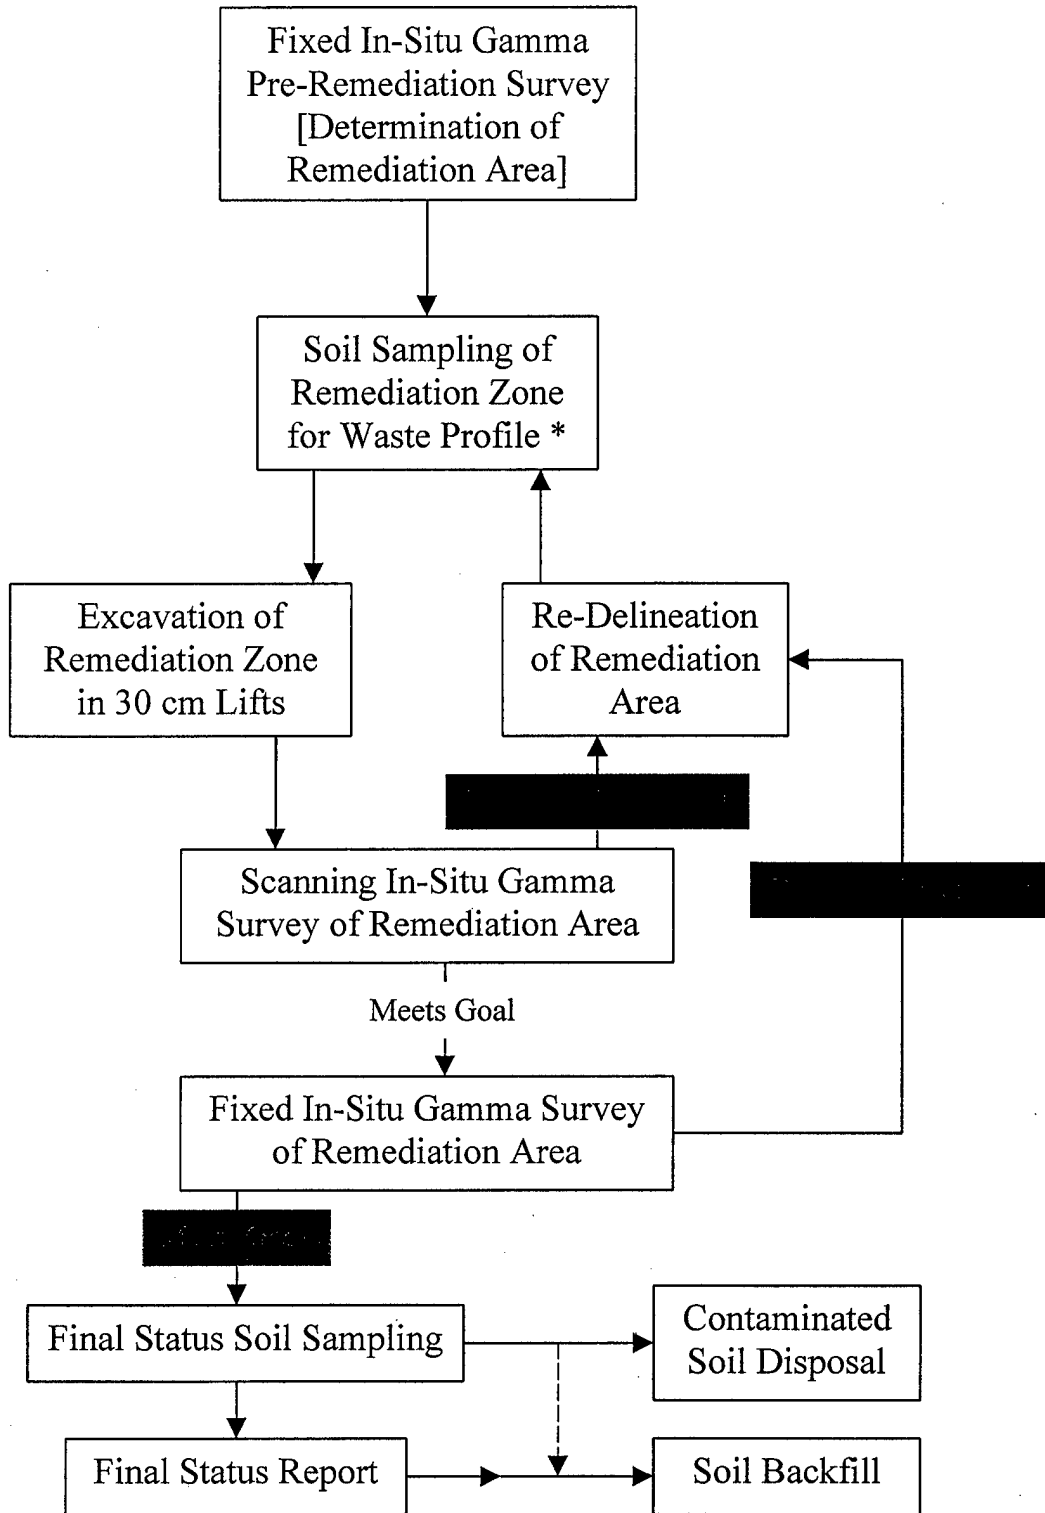 Fixed In-Situ Gamma
Pre-Remediation Survey
[Determination of
Remediation Area]
Soil Sampling of
Remediation Zone
for Waste Profile *
Excavation of
Remediation Zone
in 30 cm Lifts
Re-Delineation
of Remediation
Area
Scanning In-Situ Gamma
Survey of Remediation Area
Meets Goal
Fixed In-Situ Gamma Survey
of Remediation Area
Final Status Soil Sampling
Contaminated
Soil Disposal
Final Status Report
Soil Backfill